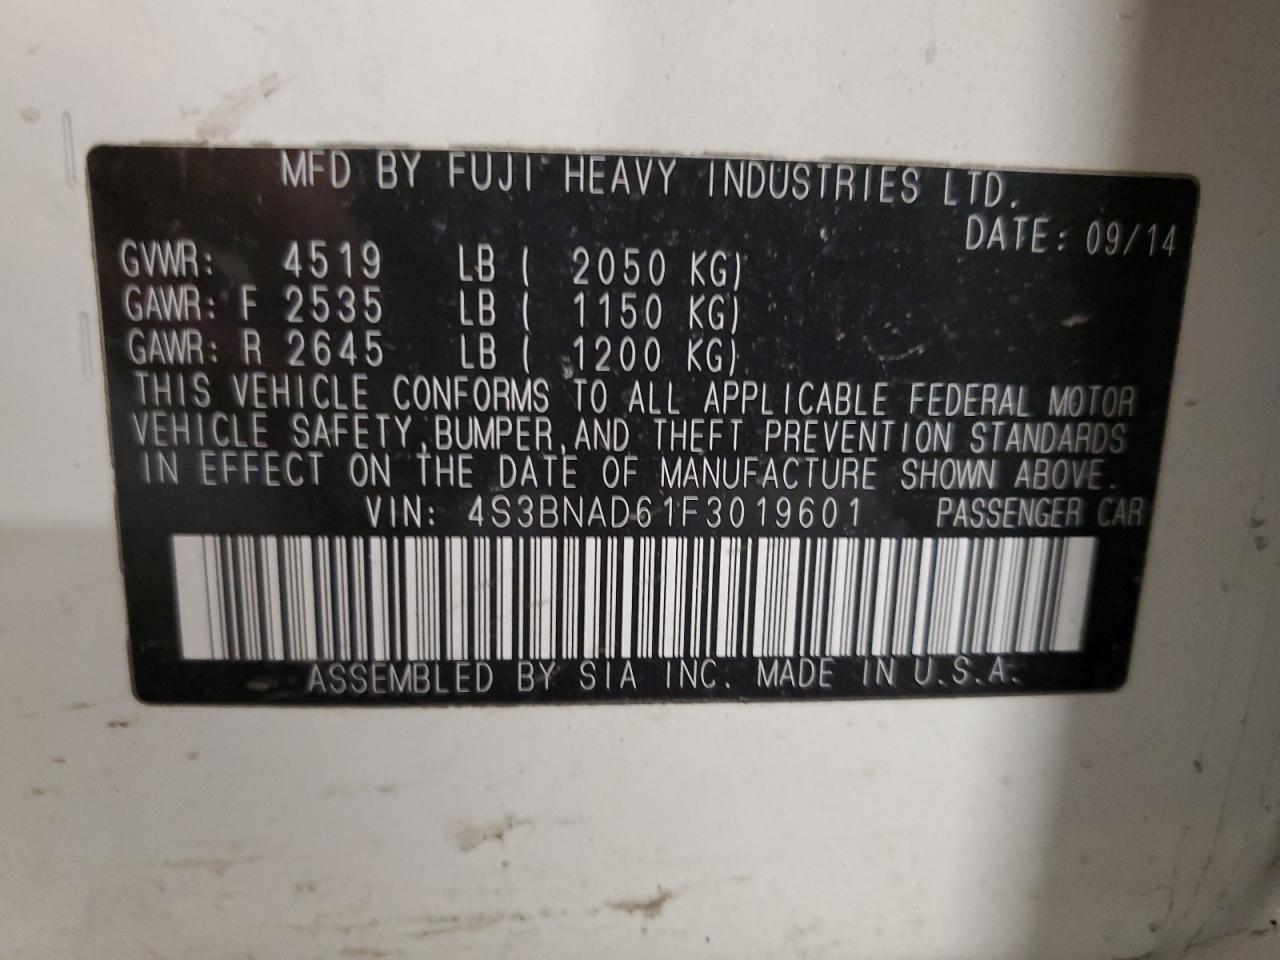 MFD BY FUJI HEAVY INDUSTRIES LTD.
DATE: 09/14
GVWR: 4519 LB ( 2050 KG)
GAWR: F 2535 LB ( 1150 KG)
GAWR: R 2645 LB ( 1200 KG)
THIS VEHICLE CONFORMS TO ALL APPLICABLE FEDERAL MOTOR
VEHICLE SAFETY,BUMPER,AND THEFT PREVENTION STANDARDS
IN EFFECT ON THE DATE OF MANUFACTURE SHOWN ABOVE.
VIN: 4S3BNAD61F3019601 PASSENGER CAR
ASSEMBLED BY SIA INC. MADE IN U.S.A.